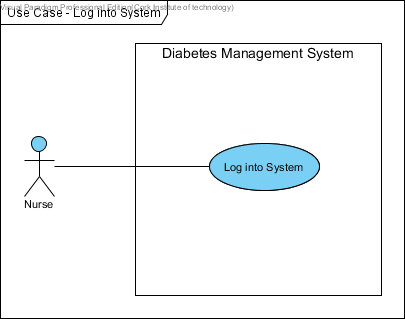 Visual Paradigm Professional Edition(Cork Institute of technology)
Use Case - Log into System
Diabetes Management System
Log into System
Nurse